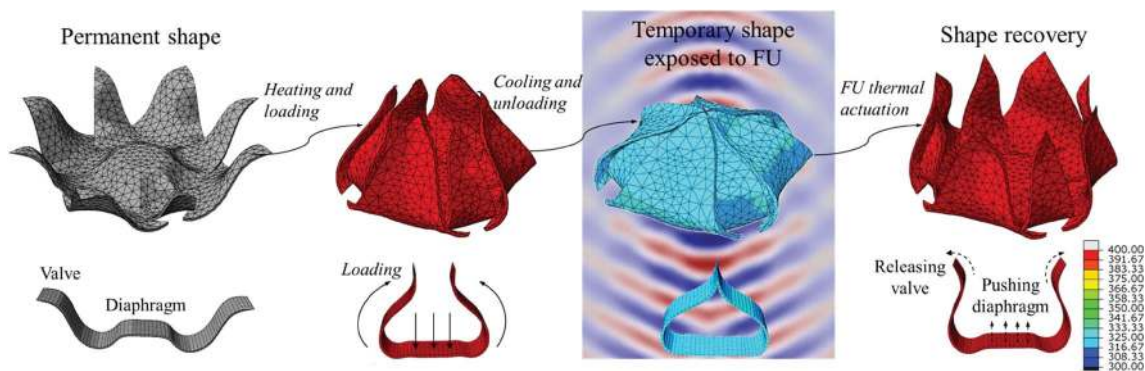 Permanent shape
Heating and
loading
Cooling and
unloading
Temporary shape
exposed to FU
FU thermal
actuation
Shape recovery
Valve
Diaphragm
Loading
Releasing
valve
Pushing
diaphragm
400.00
391.67
383.33
375.00
366.67
358.33
350.00
341.67
333.33
325.00
316.67
308.33
300.00